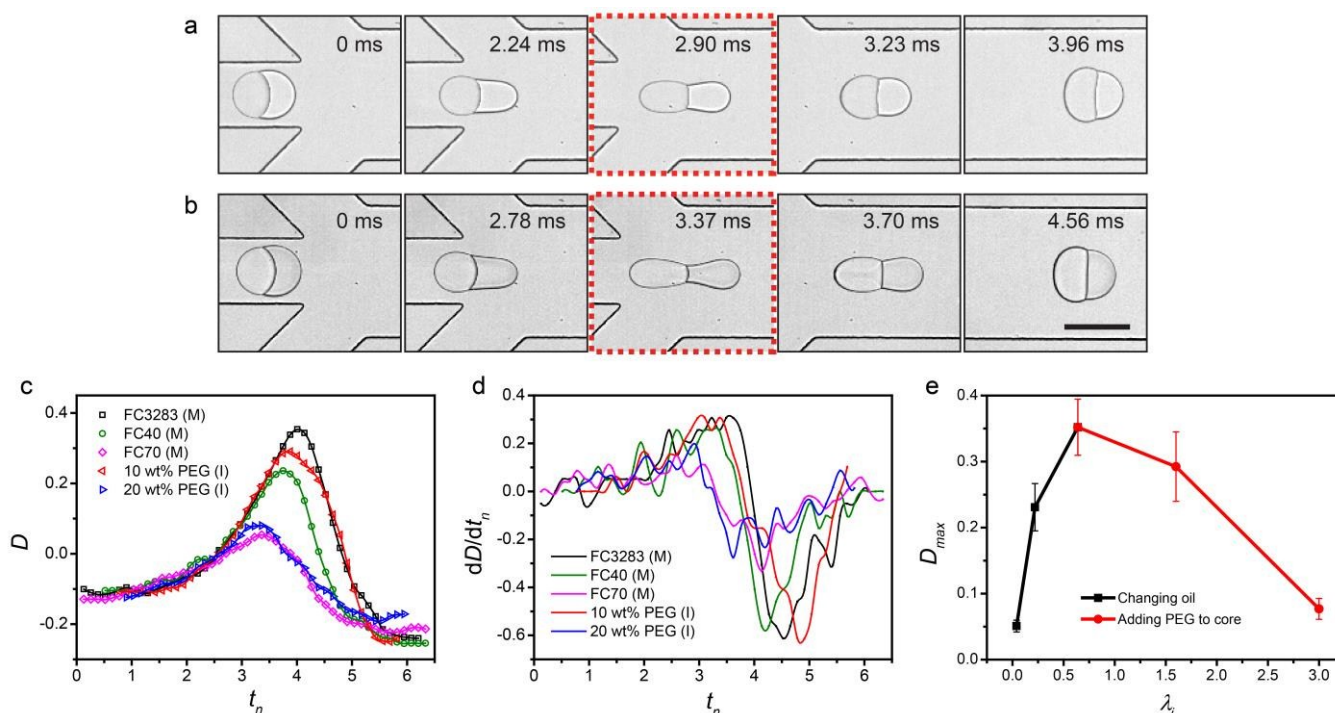 a
0 ms
2.24 ms
2.90 ms
3.23 ms
3.96 ms
b
0 ms
2.78 ms
3.37 ms
3.70 ms
4.56 ms
c
D
0.4
0.2
0.0
-0.2
0 1 2 3 4 5 6
tₙ
FC3283 (M)
FC40 (M)
FC70 (M)
10 wt% PEG (I)
20 wt% PEG (I)
d
dD/dtₙ
0.4
0.2
0.0
-0.2
-0.4
-0.6
0 1 2 3 4 5 6
tₙ
FC3283 (M)
FC40 (M)
FC70 (M)
10 wt% PEG (I)
20 wt% PEG (I)
e
Dmax
0.4
0.3
0.2
0.1
0.0
0.0 0.5 1.0 1.5 2.0 2.5 3.0
λᵢ
Changing oil
Adding PEG to core